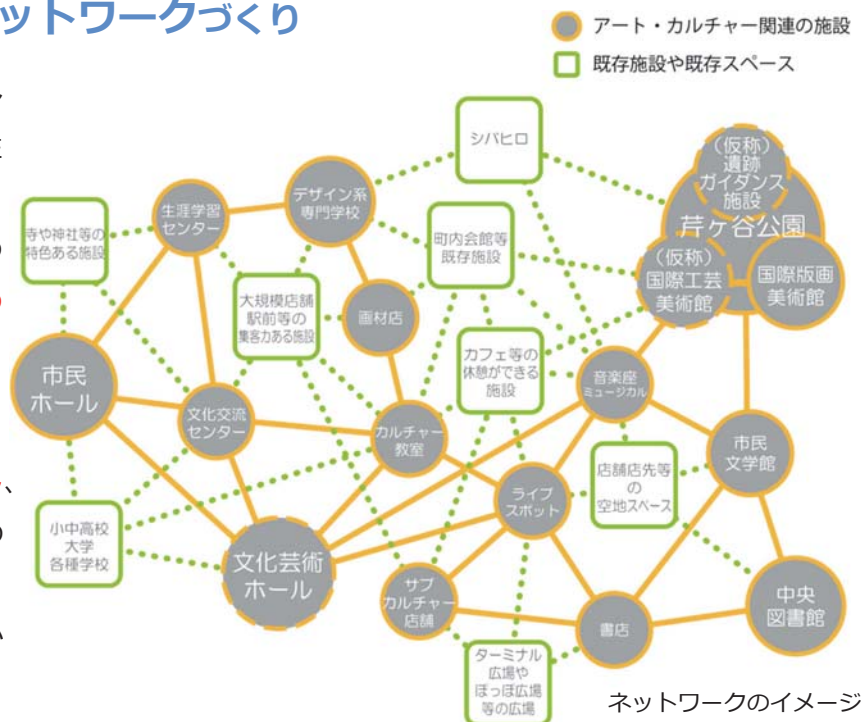 ットワークづくり
アート・カルチャー関連の施設
既存施設や既存スペース
シバヒロ
(仮称)
遺跡
ガイダンス
施設
芹ヶ谷公園
(仮称)
国際工芸
美術館
国際版画
美術館
生涯学習
センター
デザイン系
専門学校
寺や神社等の
特色ある施設
町内会館等
既存施設
大規模店舗
駅前等の
集客力ある施設
画材店
カフェ等の
休憩ができる
施設
市民
ホール
文化交流
センター
カルチャー
教室
音楽座
ミュージカル
市民
文学館
店舗店先等
の
空地スペース
ライブ
スポット
小中高校
大学
各種学校
文化芸術
ホール
サブ
カルチャー
店舗
書店
中央
図書館
ターミナル
広場や
ぽっぽ広場
等の広場
ネットワークのイメージ